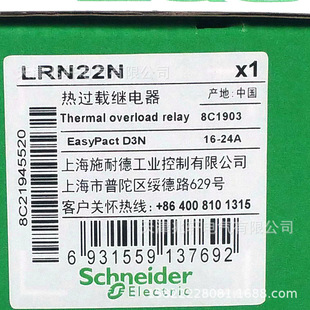 LRN22N x1
热过载继电器 产地:中国
Thermal overload relay 8C1903
EasyPact D3N 16-24A
上海施耐德工业控制有限公司
上海市普陀区绥德路629号
客户关怀热线:+86 400 810 1315
8C21945520
6 931559 137692
Schneider
Electric